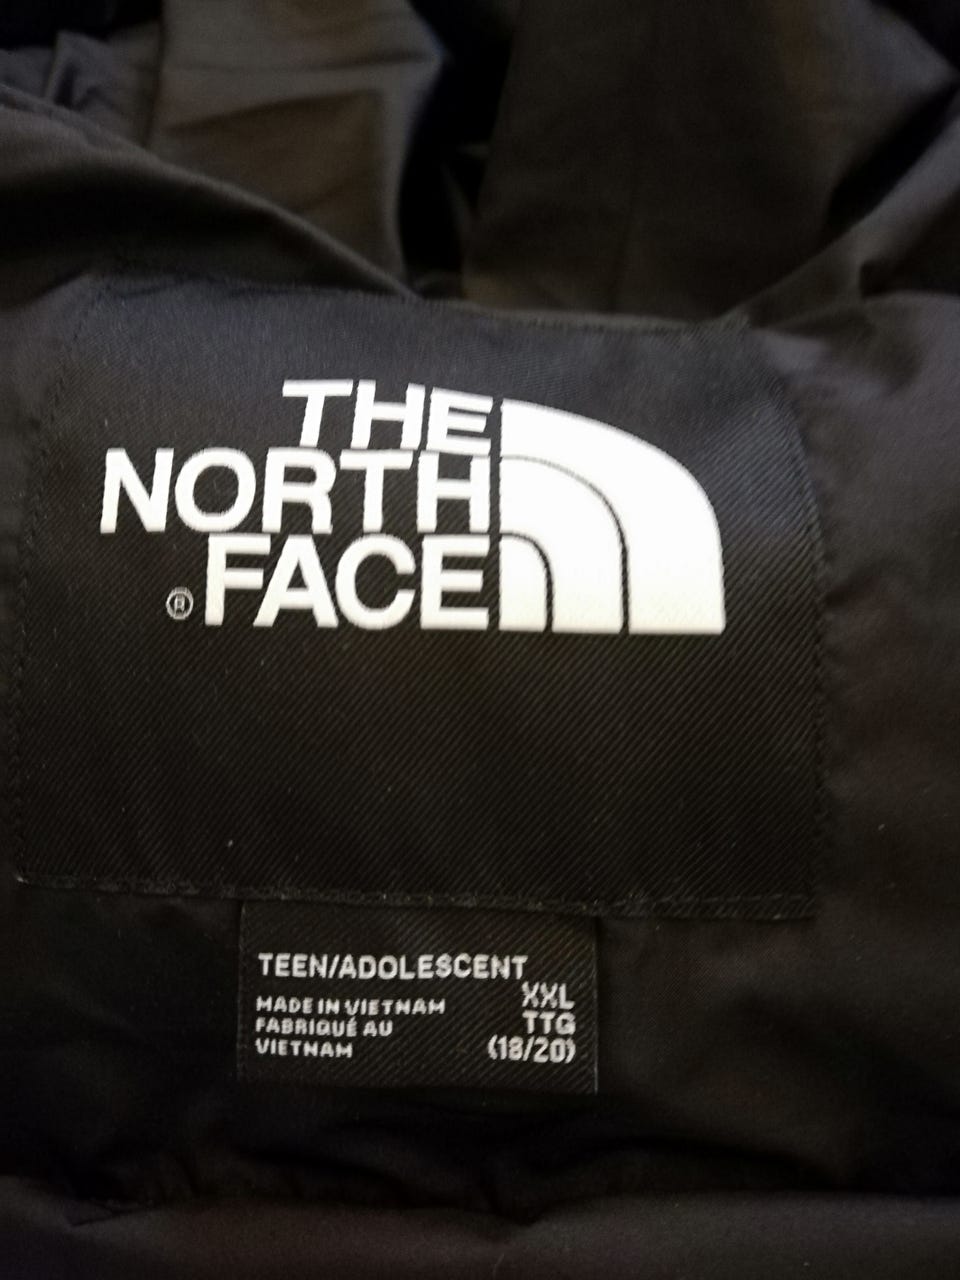 THE
NORTH
® FACE
TEEN/ADOLESCENT
XXL
MADE IN VIETNAM
TTG
FABRIQUÉ AU
VIETNAM
(18/20)